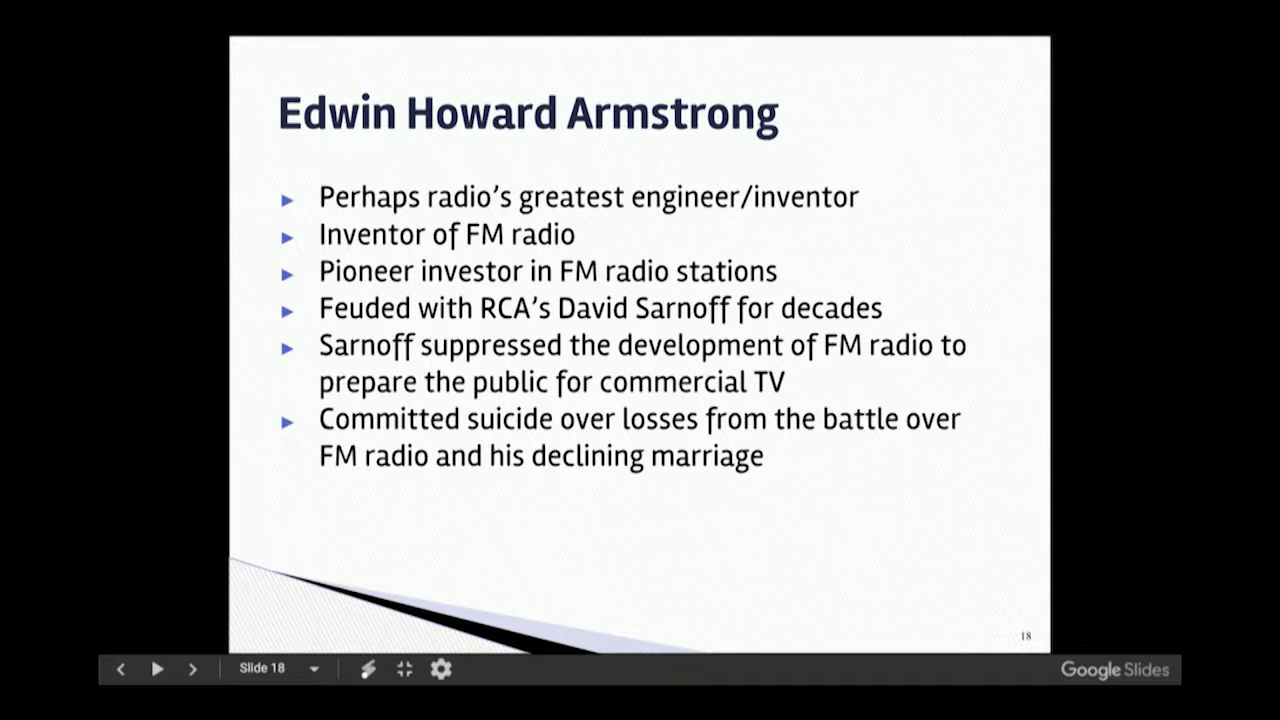 Edwin Howard Armstrong
Perhaps radio's greatest engineer/inventor
Inventor of FM radio
Pioneer investor in FM radio stations
Feuded with RCA's David Sarnoff for decades
Sarnoff suppressed the development of FM radio to
prepare the public for commercial TV
Committed suicide over losses from the battle over
FM radio and his declining marriage
18
Slide 18
Google Slides